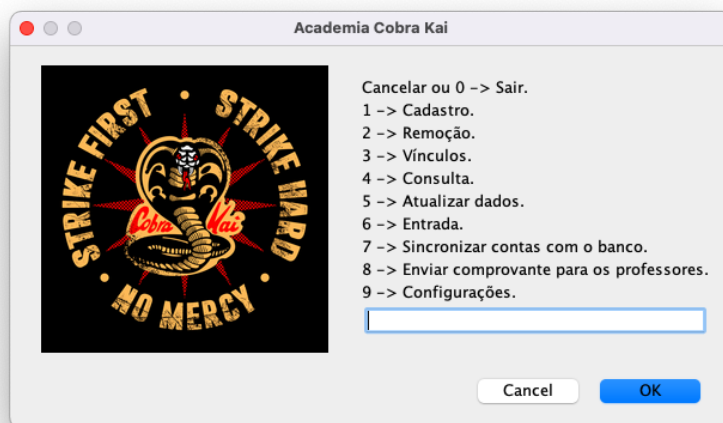 Academia Cobra Kai
STRIKE FIRST • STRIKE HARD • NO MERCY •
Cobra Kai
Cancelar ou 0 -> Sair.
1 -> Cadastro.
2 -> Remoção.
3 -> Vínculos.
4 -> Consulta.
5 -> Atualizar dados.
6 -> Entrada.
7 -> Sincronizar contas com o banco.
8 -> Enviar comprovante para os professores.
9 -> Configurações.
Cancel
OK